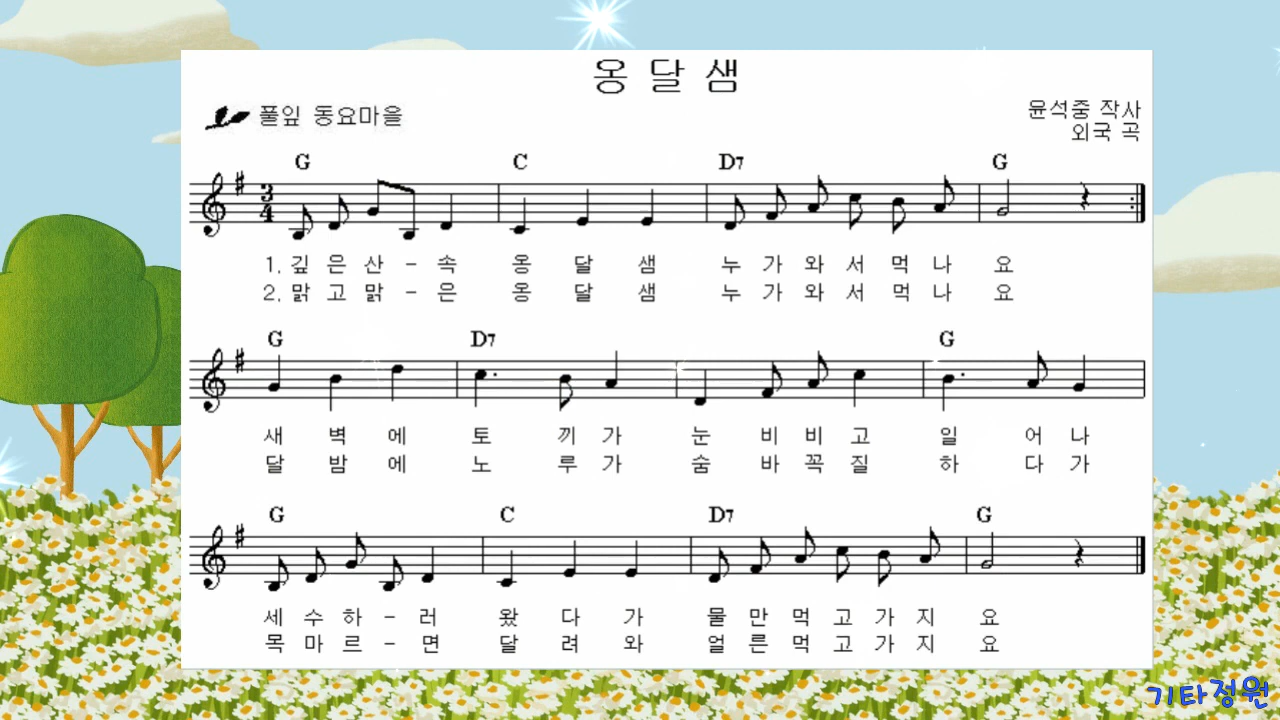 옹 달 샘
풀잎 동요마을
윤석중 작사
외국 곡
G C D7 G
3
4
1. 깊 은 산 - 속 옹 달 샘 누 가 와 서 먹 나 요
2. 맑 고 맑 - 은 옹 달 샘 누 가 와 서 먹 나 요
G D7 G
새 벽 에 토 끼 가 눈 비 비 고 일 어 나
달 밤 에 노 루 가 숨 바 꼭 질 하 다 가
G C D7 G
세 수 하 - 러 왔 다 가 물 만 먹 고 가 지 요
목 마 르 - 면 달 려 와 얼 른 먹 고 가 지 요
기타정원